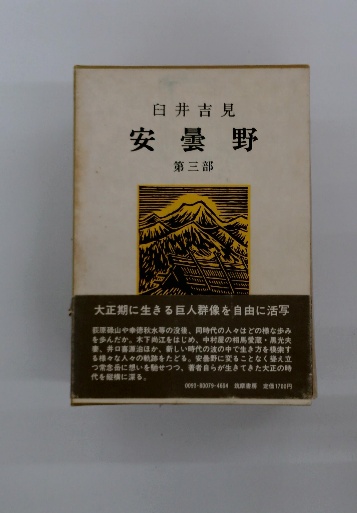 臼井吉見
安曇野
第三部
大正期に生きる巨人群像を自由に活写
荻原碌山や幸徳秋水等の没後、同時代の人々はどの様な歩み
を歩んだか。木下尚江をはじめ、中村屋の相馬愛蔵・黒光夫
妻、井口喜源治ほか、新しい時代の波の中で生き方を模索す
る様々な人々の軌跡をたどる。安曇野に変ることなく聳え立
つ常念岳に想いを馳せつつ、著者自らが生きてきた大正の時
代を縦横に探る。
0093-80079-4604 筑摩書房 定価1700円